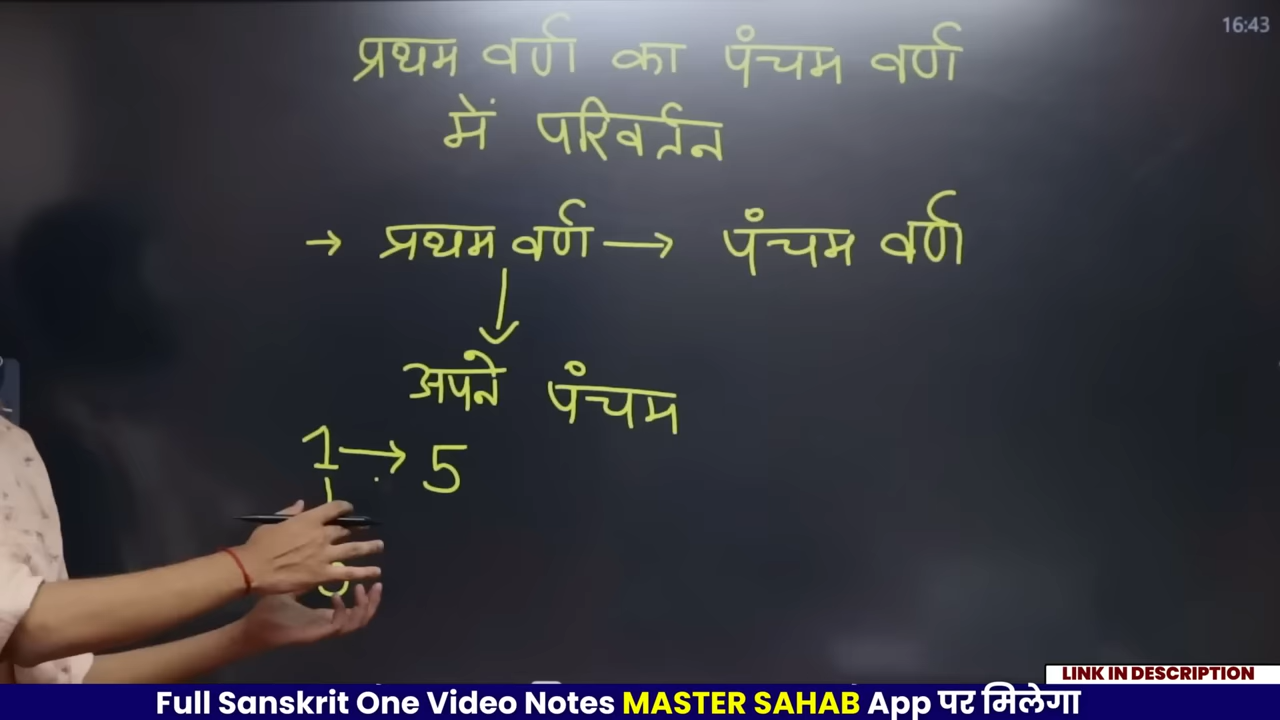 16:43
प्रथम वर्ण का पंचम वर्ण
में परिवर्तन
→ प्रथम वर्ण → पंचम वर्ण
अपने पंचम
1 → 5
LINK IN DESCRIPTION
Full Sanskrit One Video Notes MASTER SAHAB App पर मिलेगा